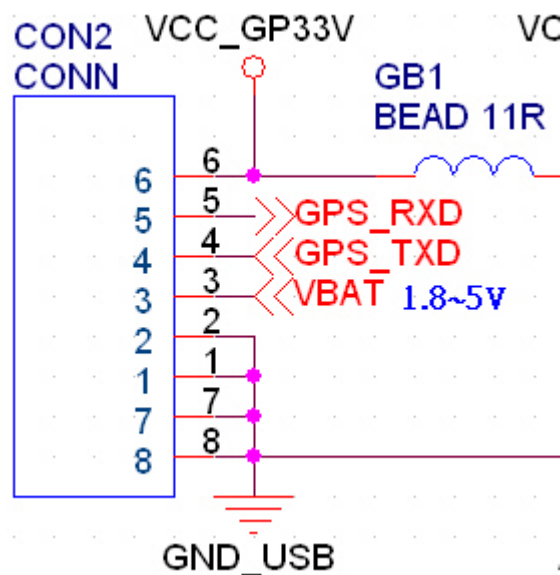 CON2
CONN
VCC_GP33V
VC
GB1
BEAD 11R
6 6
5 5 GPS_RXD
4 4 GPS_TXD
3 3 VBAT 1.8~5V
2 2
1 1
7 7
8 8
GND_USB